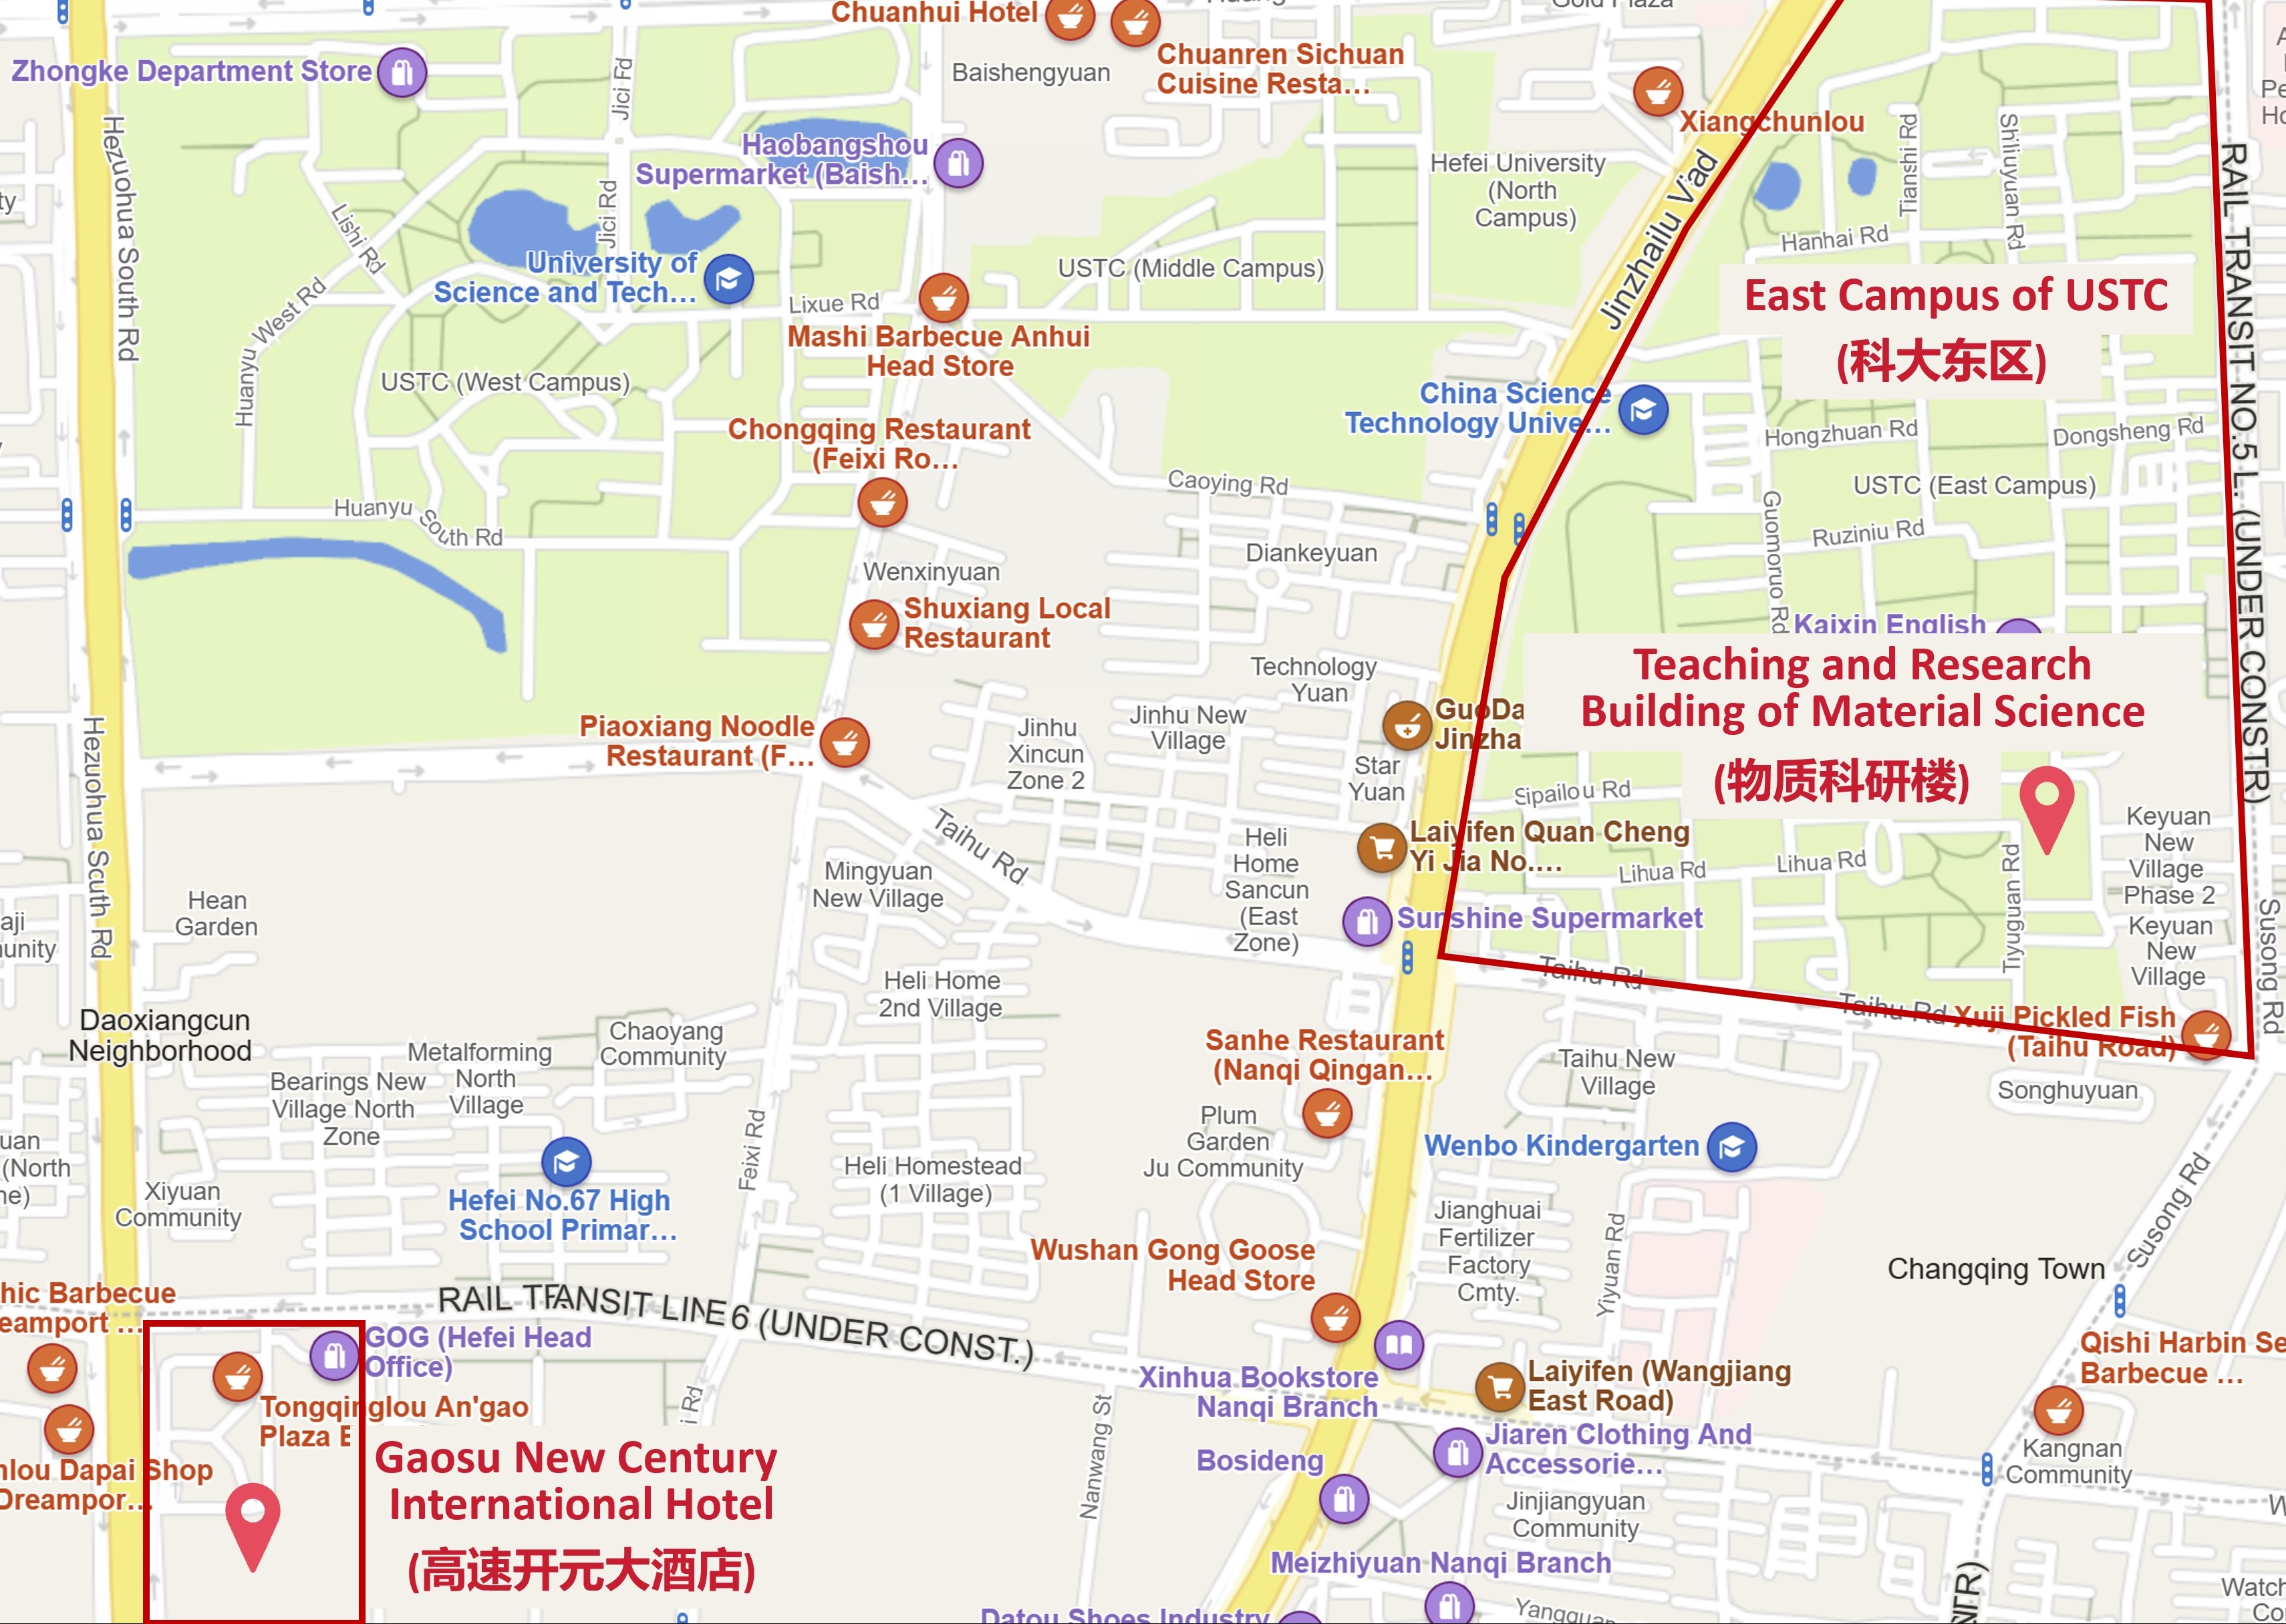 Chuanhui Hotel
Chuanren Sichuan
Cuisine Resta...
Gold Plaza
Zhongke Department Store
Baishengyuan
Jici Rd
Xiangchunlou
Hezuohua South Rd
Haobangshou
Supermarket (Baish...
Hefei University
(North
Campus)
Jinzhailu Viad
Tianshi Rd
Shiliuyuan Rd
RAIL TRANSIT NO.5 L. (UNDER CONSTR)
Lishi Rd
Jici Rd
Hanhai Rd
University of
Science and Tech...
USTC (Middle Campus)
East Campus of USTC
(科大东区)
Huanyu West Rd
Lixue Rd
Mashi Barbecue Anhui
Head Store
USTC (West Campus)
China Science
Technology Unive...
Chongqing Restaurant
(Feixi Ro...
Hongzhuan Rd
Dongsheng Rd
Caoying Rd
USTC (East Campus)
Huanyu South Rd
Guomoruo Rd
Ruziniu Rd
Diankeyuan
Wenxinyuan
Shuxiang Local
Restaurant
Kaixin English
Technology
Yuan
Teaching and Research
Building of Material Science
(物质科研楼)
Piaoxiang Noodle
Restaurant (F...
Jinhu
Xincun
Zone 2
Jinhu New
Village
GuoDa
Jinzha
Star
Yuan
Sipailou Rd
Hezuohua South Rd
Taihu Rd
Heli
Home
Sancun
(East
Zone)
Laiyifen Quan Cheng
Yi Jia No....
Lihua Rd
Lihua Rd
Tiyuguan Rd
Keyuan
New
Village
Phase 2
Keyuan
New
Village
Mingyuan
New Village
Hean
Garden
Sunshine Supermarket
Susong Rd
Taihu Rd
Taihu Rd
Xuji Pickled Fish
(Taihu Road)
Heli Home
2nd Village
Daoxiangcun
Neighborhood
Chaoyang
Community
Metalforming
North
Village
Bearings New
Village North
Zone
Sanhe Restaurant
(Nanqi Qingan...
Taihu New
Village
Songhuyuan
Plum
Garden
Ju Community
Wenbo Kindergarten
Feixi Rd
Heli Homestead
(1 Village)
Xiyuan
Community
Hefei No.67 High
School Primar...
Jianghuai
Fertilizer
Factory
Cmty.
Yiyuan Rd
Susong Rd
Changqing Town
Wushan Gong Goose
Head Store
hic Barbecue
eamport ...
RAIL TRANSIT LINE 6 (UNDER CONST.)
GOG (Hefei Head
Office)
Tongqinglou An'gao
Plaza
Xinhua Bookstore
Nanqi Branch
Laiyifen (Wangjiang
East Road)
Qishi Harbin Se
Barbecue ...
Nanwang St
Gaosu New Century
International Hotel
(高速开元大酒店)
nlou Dapai Shop
Dreampor...
Bosideng
Jiaren Clothing And
Accessorie...
Kangnan
Community
Jinjiangyuan
Community
Meizhiyuan Nanqi Branch
Datou Shoes Industry
Watch